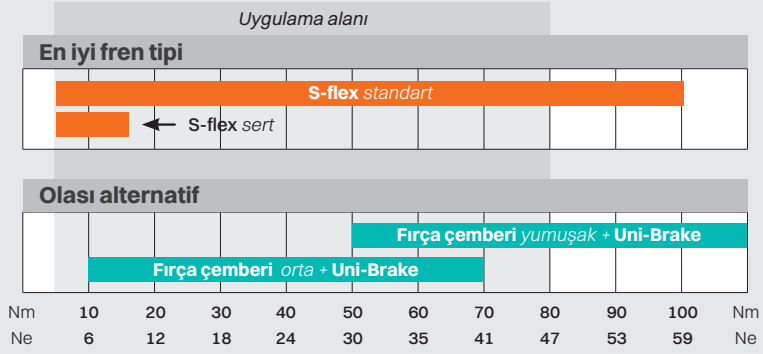 Uygulama alanı
En iyi fren tipi
S-flex standart
S-flex sert
Olası alternatif
Fırça çemberi yumuşak + Uni-Brake
Fırça çemberi orta + Uni-Brake
Nm 10 20 30 40 50 60 70 80 90 100 Nm
Ne 6 12 18 24 30 35 41 47 53 59 Ne